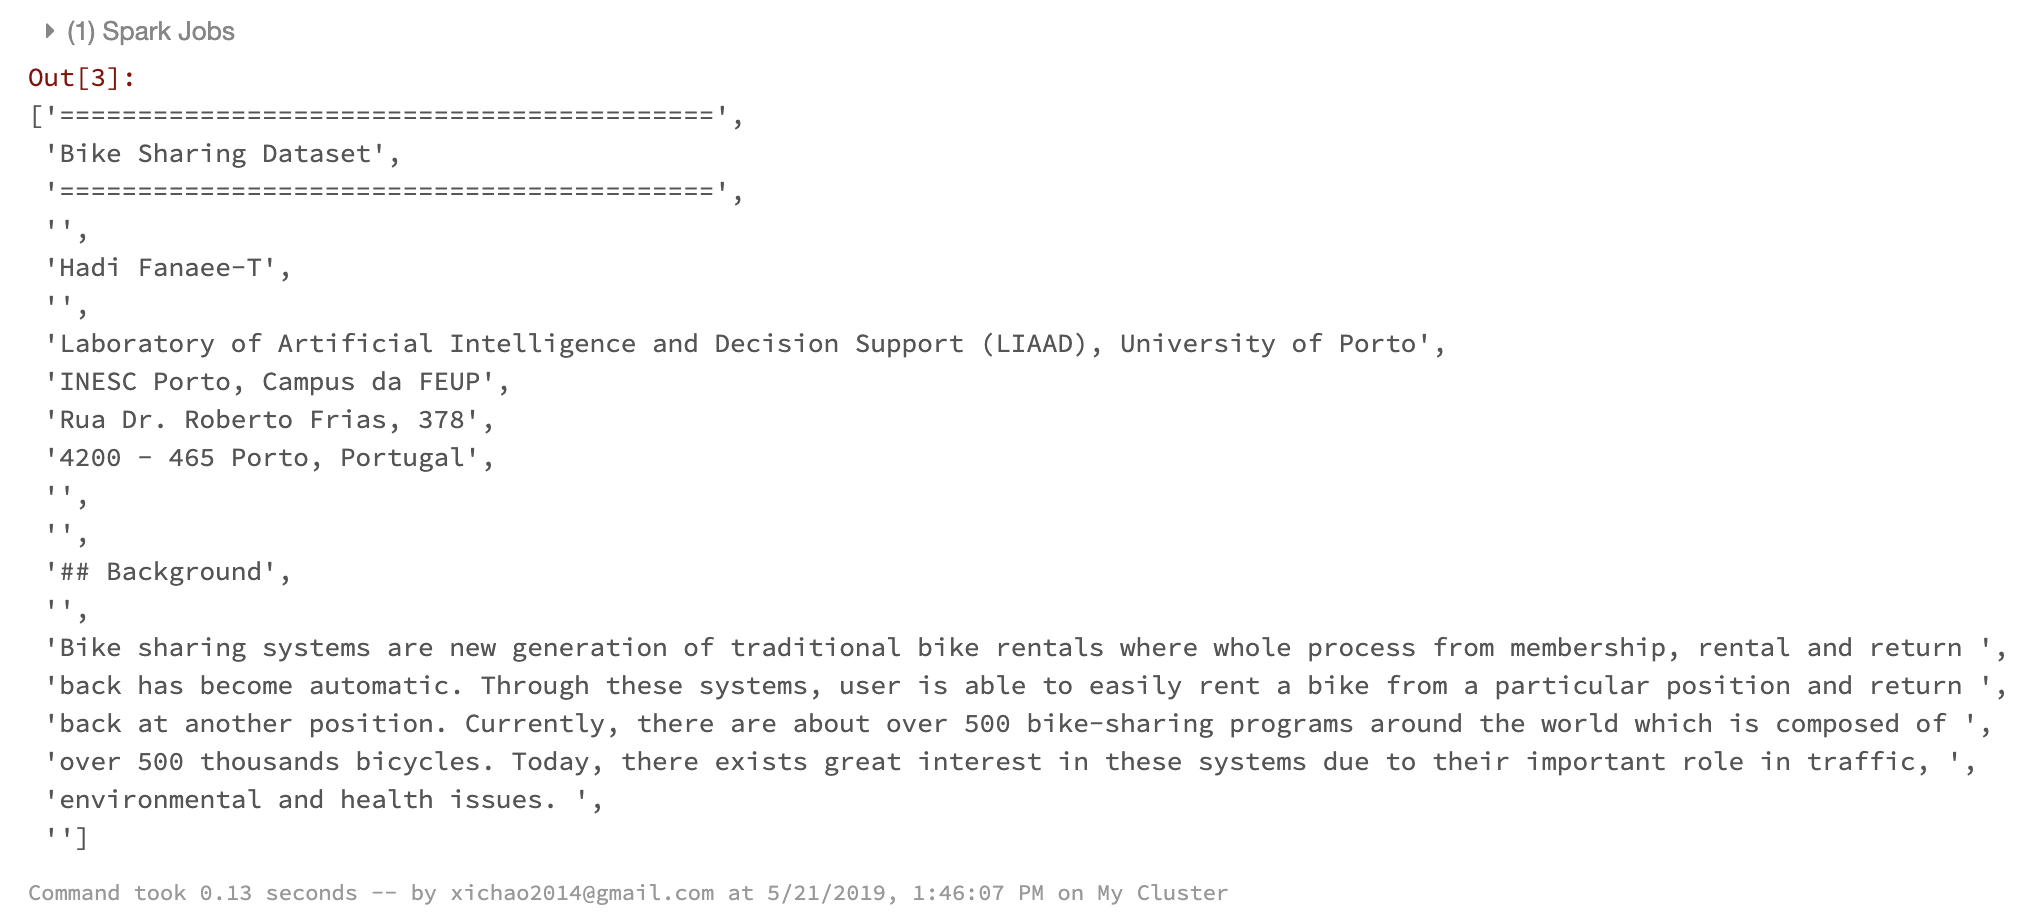 (1) Spark Jobs
Out[3]:
['==========================================',
'Bike Sharing Dataset',
'==========================================',
'',
'Hadi Fanaee-T',
'',
'Laboratory of Artificial Intelligence and Decision Support (LIAAD), University of Porto',
'INESC Porto, Campus da FEUP',
'Rua Dr. Roberto Frias, 378',
'4200 - 465 Porto, Portugal',
'',
'',
'## Background',
'',
'Bike sharing systems are new generation of traditional bike rentals where whole process from membership, rental and return ',
'back has become automatic. Through these systems, user is able to easily rent a bike from a particular position and return ',
'back at another position. Currently, there are about over 500 bike-sharing programs around the world which is composed of ',
'over 500 thousands bicycles. Today, there exists great interest in these systems due to their important role in traffic, ',
'environmental and health issues. ',
'']
Command took 0.13 seconds -- by xichao2014@gmail.com at 5/21/2019, 1:46:07 PM on My Cluster